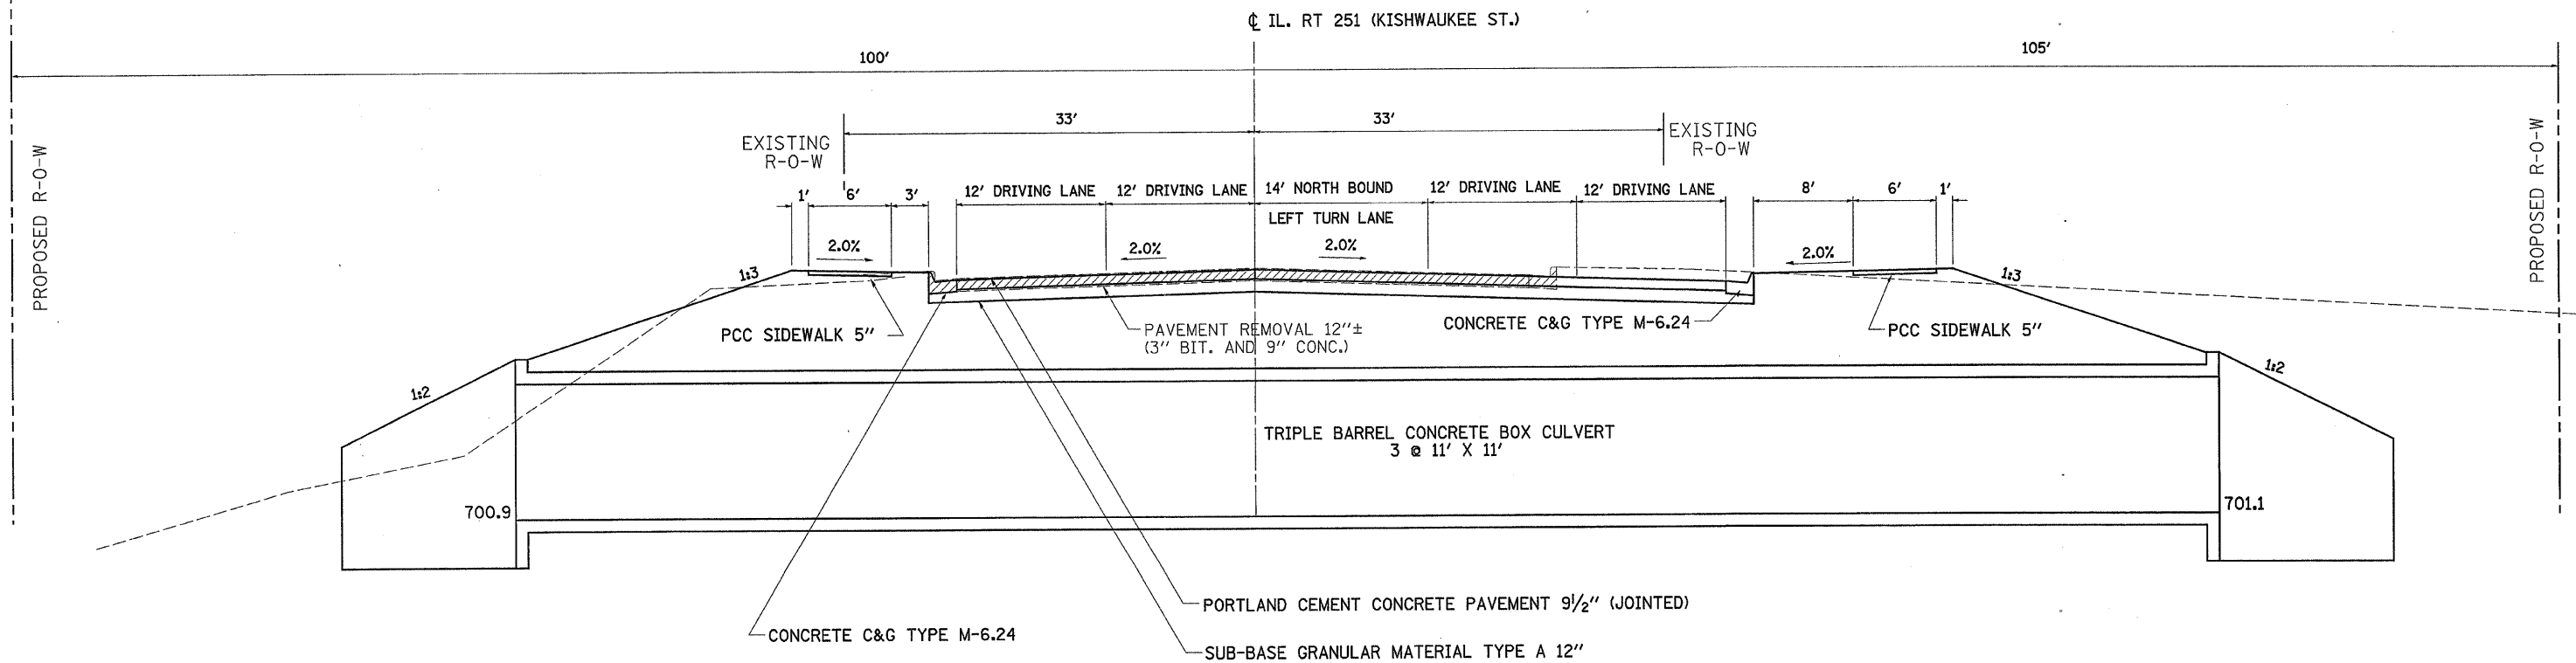 ℄ IL. RT 251 (KISHWAUKEE ST.)
100'
105'
33'
33'
EXISTING
R-O-W
EXISTING
R-O-W
PROPOSED R-O-W
PROPOSED R-O-W
1'
6'
3'
12' DRIVING LANE
12' DRIVING LANE
14' NORTH BOUND
LEFT TURN LANE
12' DRIVING LANE
12' DRIVING LANE
8'
6'
1'
2.0%
2.0%
2.0%
2.0%
1:3
1:3
PCC SIDEWALK 5"
PAVEMENT REMOVAL 12"±
(3" BIT. AND 9" CONC.)
CONCRETE C&G TYPE M-6.24
PCC SIDEWALK 5"
1:2
1:2
TRIPLE BARREL CONCRETE BOX CULVERT
3 @ 11' X 11'
700.9
701.1
PORTLAND CEMENT CONCRETE PAVEMENT 9½" (JOINTED)
CONCRETE C&G TYPE M-6.24
SUB-BASE GRANULAR MATERIAL TYPE A 12"